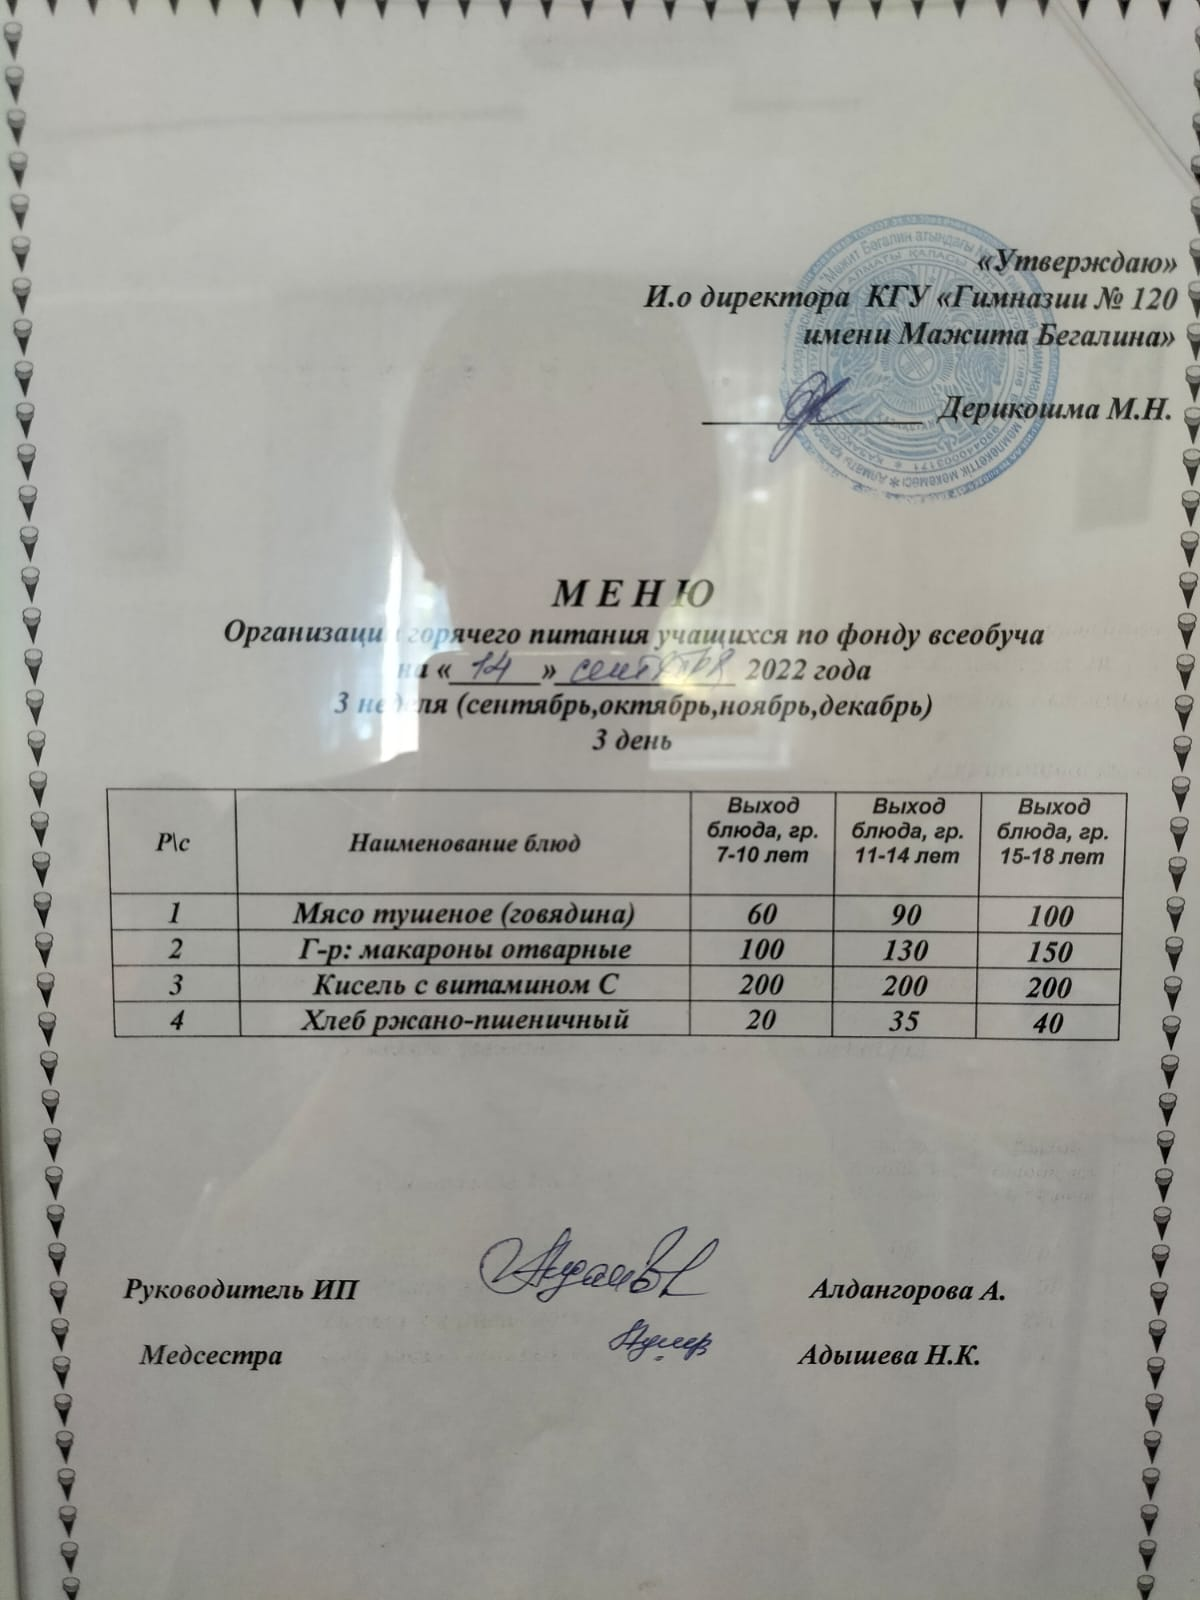 «Утверждаю»
И.о директора КГУ «Гимназии № 120
имени Мажита Бегалина»
Дерикошма М.Н.
М Е Н Ю
Организаци горячего питания учащихся по фонду всеобуча
на «14» сентября 2022 года
3 неделя (сентябрь,октябрь,ноябрь,декабрь)
3 день
Р\с Наименование блюд Выход блюда, гр. 7-10 лет Выход блюда, гр. 11-14 лет Выход блюда, гр. 15-18 лет
1 Мясо тушеное (говядина) 60 90 100
2 Г-р: макароны отварные 100 130 150
3 Кисель с витамином С 200 200 200
4 Хлеб ржано-пшеничный 20 35 40
Руководитель ИП Алдангорова А.
Медсестра Адышева Н.К.